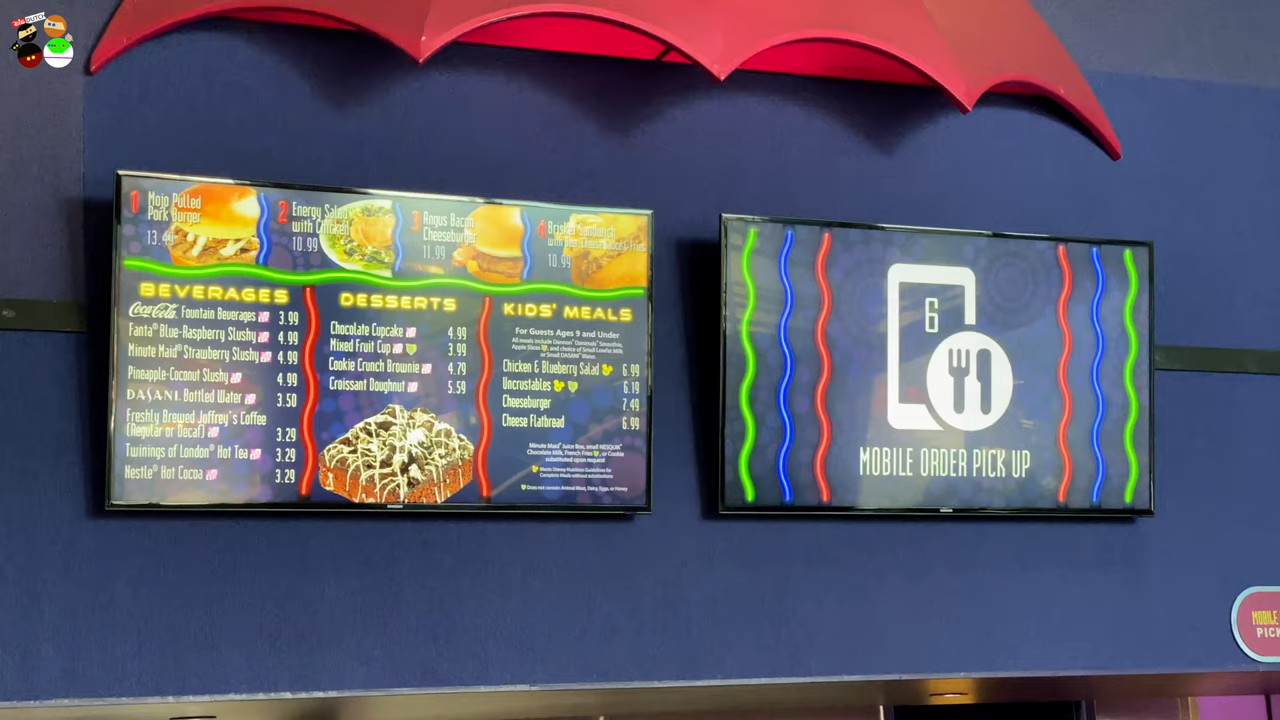 DUTCH
1 Mojo Pulled
Pork Burger
13.49
2 Energy Salad
with Chicken
10.99
3 Angus Bacon
Cheeseburger
11.99
4 Brisket Sandwich
with Beer Cheese Sauce & Fries
10.99
BEVERAGES
Coca-Cola Fountain Beverages 3.99
Fanta® Blue-Raspberry Slushy 4.99
Minute Maid® Strawberry Slushy 4.99
Pineapple-Coconut Slushy 4.99
DASANI Bottled Water 3.50
Freshly Brewed Joffrey's Coffee
(Regular or Decaf) 3.29
Twinings of London® Hot Tea 3.29
Nestle® Hot Cocoa 3.29
DESSERTS
Chocolate Cupcake 4.99
Mixed Fruit Cup 3.99
Cookie Crunch Brownie 4.79
Croissant Doughnut 5.59
KIDS' MEALS
For Guests Ages 9 and Under
All meals include Dannon® Danimals® Smoothie,
Apple Slices, and choice of Small Lowfat Milk
or Small DASANI® Water.
Chicken & Blueberry Salad 6.99
Uncrustables 6.19
Cheeseburger 7.49
Cheese Flatbread 6.99
Minute Maid® Juice Box, small NESQUIK®
Chocolate Milk, French Fries, or Cookie
substituted upon request
Meets Disney Nutrition Guidelines for
Complete Meals without substitutions
Does not contain Animal Meat, Dairy, Eggs, or Honey
6
MOBILE ORDER PICK UP
MOBILE
PICK